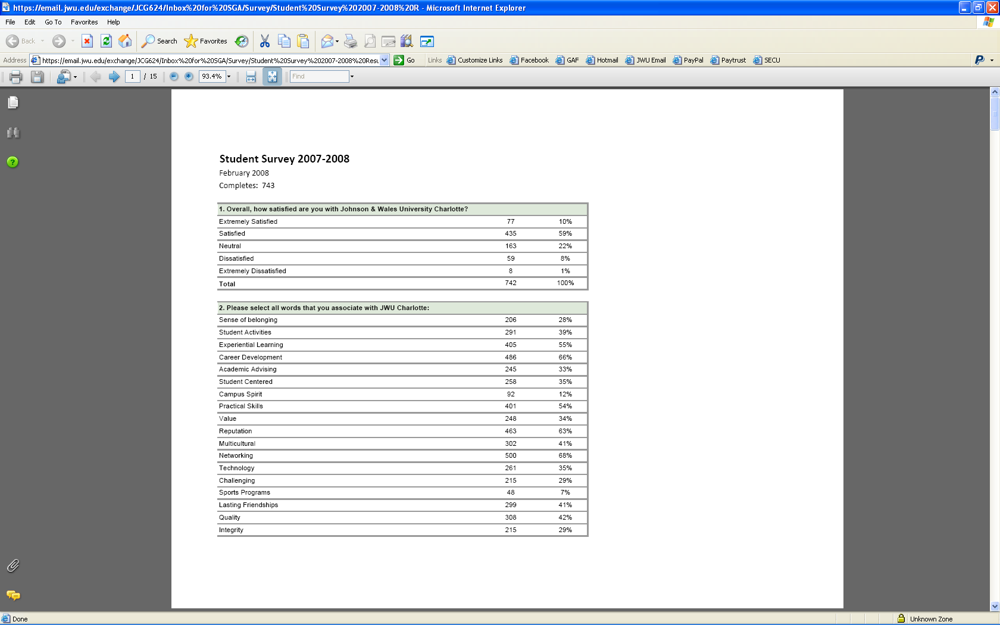 https://email.jwu.edu/exchange/JCG624/Inbox%20for%20SGA/Survey/Student%20Survey%202007-2008%20R - Microsoft Internet Explorer
File Edit Go To Favorites Help
Back Search Favorites
Address https://email.jwu.edu/exchange/JCG624/Inbox%20for%20SGA/Survey/Student%20Survey%202007-2008%20Resu Go Links Customize Links Facebook GAF Hotmail JWU Email PayPal Paytrust SECU
1 / 15 93.4% Find
Student Survey 2007-2008
February 2008
Completes: 743
1. Overall, how satisfied are you with Johnson & Wales University Charlotte?
Extremely Satisfied 77 10%
Satisfied 435 59%
Neutral 163 22%
Dissatisfied 59 8%
Extremely Dissatisfied 8 1%
Total 742 100%
2. Please select all words that you associate with JWU Charlotte:
Sense of belonging 206 28%
Student Activities 291 39%
Experiential Learning 405 55%
Career Development 486 66%
Academic Advising 245 33%
Student Centered 258 35%
Campus Spirit 92 12%
Practical Skills 401 54%
Value 248 34%
Reputation 463 63%
Multicultural 302 41%
Networking 500 68%
Technology 261 35%
Challenging 215 29%
Sports Programs 48 7%
Lasting Friendships 299 41%
Quality 308 42%
Integrity 215 29%
Done Unknown Zone